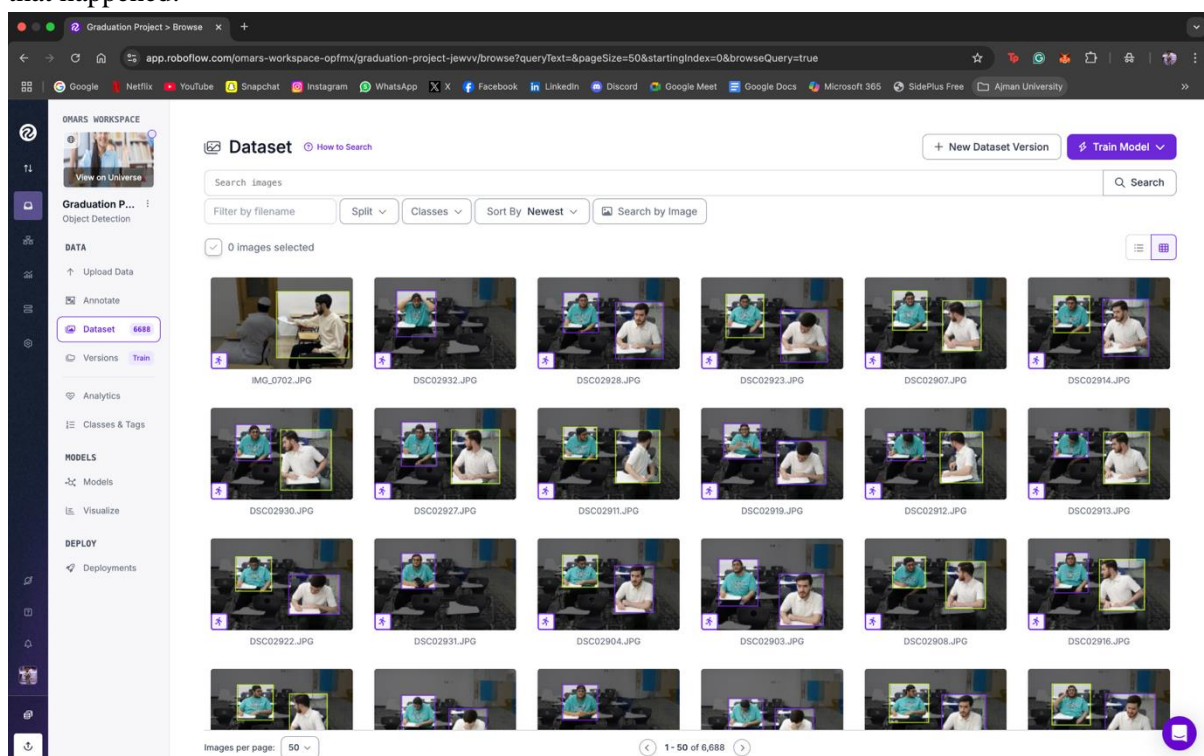 that happened.
Graduation Project > Browse
app.roboflow.com/omars-workspace-opfmx/graduation-project-jewvv/browse?queryText=&pageSize=50&startingIndex=0&browseQuery=true
Google Netflix YouTube Snapchat Instagram WhatsApp X Facebook LinkedIn Discord Google Meet Google Docs Microsoft 365 SidePlus Free Ajman University
OMARS WORKSPACE
View on Universe
Graduation P...
Object Detection
DATA
Upload Data
Annotate
Dataset 6688
Versions Train
Analytics
Classes & Tags
MODELS
Models
Visualize
DEPLOY
Deployments
Dataset How to Search
+ New Dataset Version Train Model
Search images Search
Filter by filename Split Classes Sort By Newest Search by Image
0 images selected
IMG_0702.JPG DSC02932.JPG DSC02928.JPG DSC02923.JPG DSC02907.JPG DSC02914.JPG
DSC02930.JPG DSC02927.JPG DSC02911.JPG DSC02919.JPG DSC02912.JPG DSC02913.JPG
DSC02922.JPG DSC02931.JPG DSC02904.JPG DSC02903.JPG DSC02908.JPG DSC02916.JPG
Images per page: 50 1 - 50 of 6,688